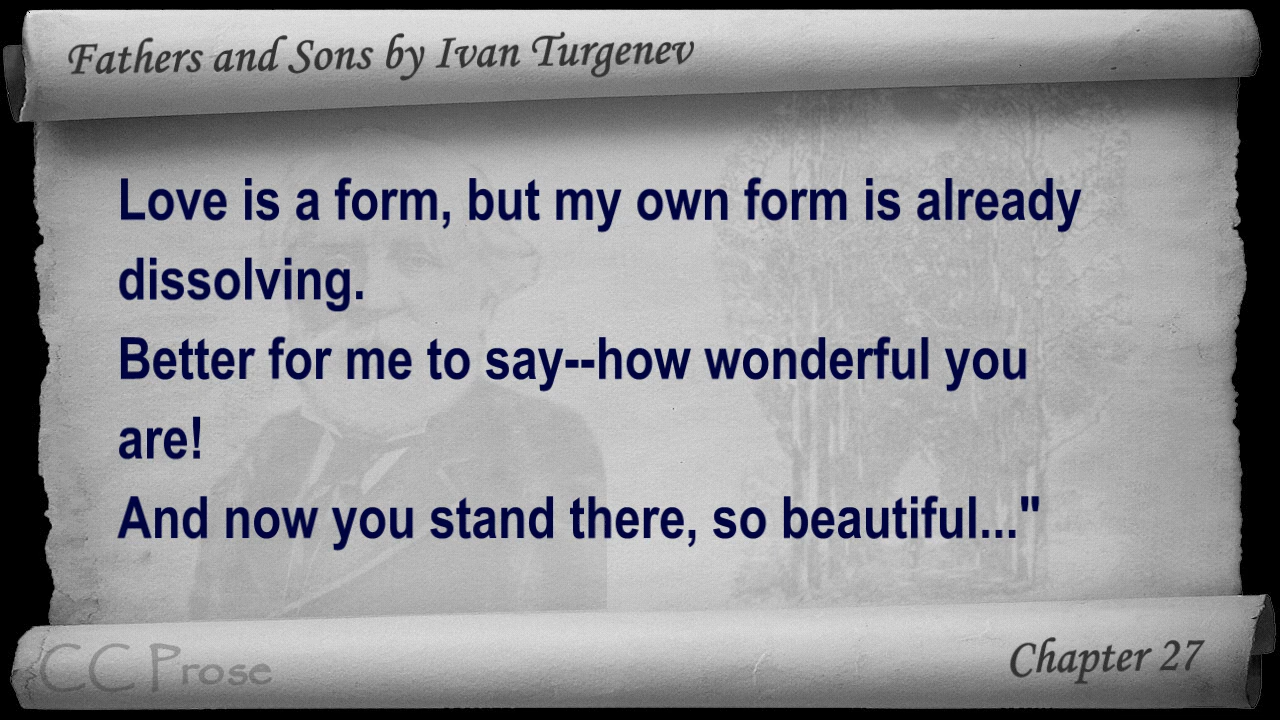 Fathers and Sons by Ivan Turgenev
Love is a form, but my own form is already
dissolving.
Better for me to say--how wonderful you
are!
And now you stand there, so beautiful..."
CC Prose
Chapter 27